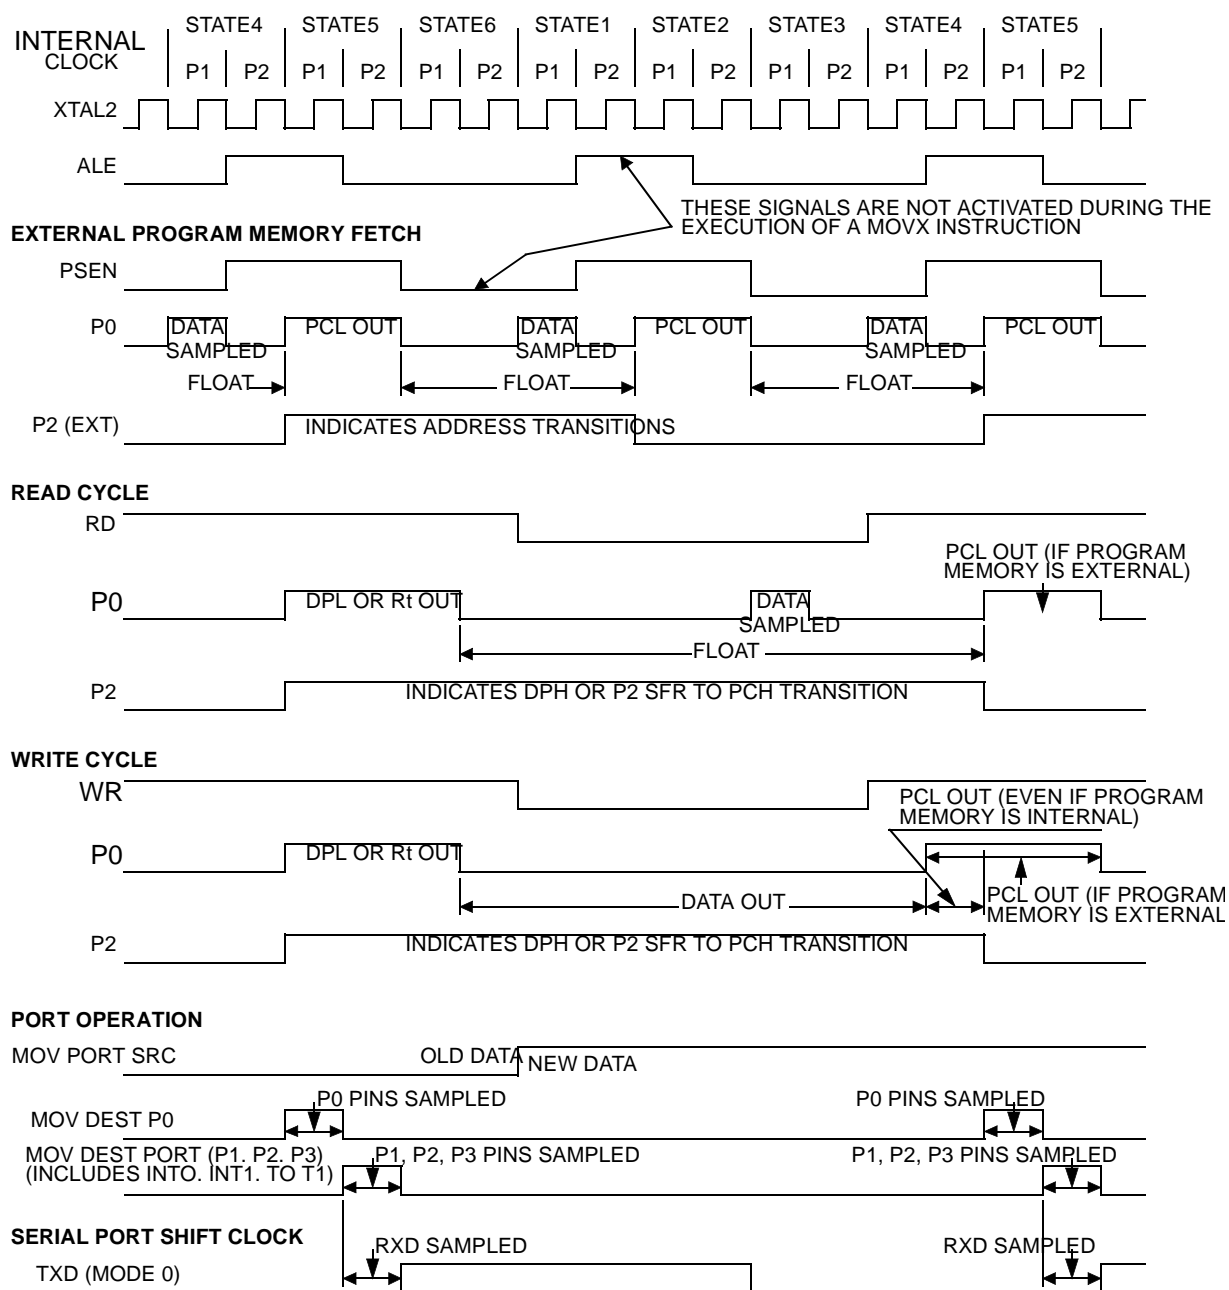 STATE4 STATE5 STATE6 STATE1 STATE2 STATE3 STATE4 STATE5
INTERNAL
CLOCK
P1 P2 P1 P2 P1 P2 P1 P2 P1 P2 P1 P2 P1 P2 P1 P2
XTAL2
ALE
THESE SIGNALS ARE NOT ACTIVATED DURING THE
EXECUTION OF A MOVX INSTRUCTION
EXTERNAL PROGRAM MEMORY FETCH
PSEN
P0 DATA PCL OUT DATA PCL OUT DATA PCL OUT
SAMPLED SAMPLED SAMPLED
FLOAT FLOAT FLOAT
P2 (EXT) INDICATES ADDRESS TRANSITIONS
READ CYCLE
RD
PCL OUT (IF PROGRAM
MEMORY IS EXTERNAL)
P0 DPL OR Rt OUT DATA
SAMPLED
FLOAT
P2 INDICATES DPH OR P2 SFR TO PCH TRANSITION
WRITE CYCLE
WR
PCL OUT (EVEN IF PROGRAM
MEMORY IS INTERNAL)
P0 DPL OR Rt OUT
DATA OUT PCL OUT (IF PROGRAM
MEMORY IS EXTERNAL
P2 INDICATES DPH OR P2 SFR TO PCH TRANSITION
PORT OPERATION
MOV PORT SRC OLD DATA NEW DATA
P0 PINS SAMPLED P0 PINS SAMPLED
MOV DEST P0
MOV DEST PORT (P1. P2. P3) P1, P2, P3 PINS SAMPLED P1, P2, P3 PINS SAMPLED
(INCLUDES INTO. INT1. TO T1)
SERIAL PORT SHIFT CLOCK
RXD SAMPLED RXD SAMPLED
TXD (MODE 0)